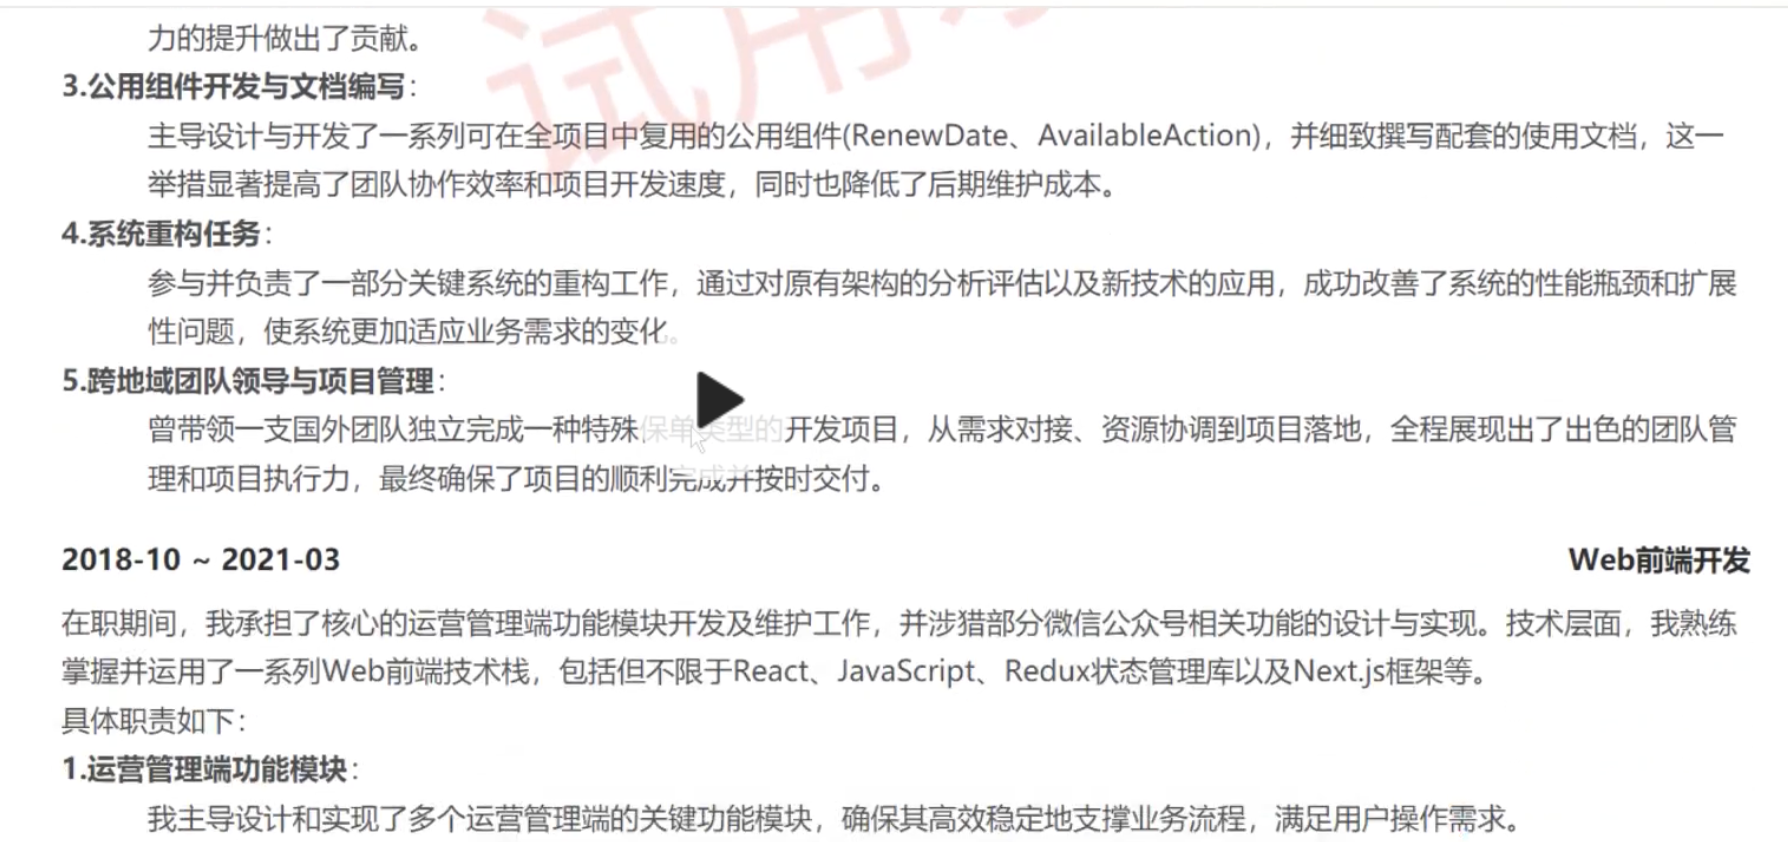 试用
力的提升做出了贡献。
3.公用组件开发与文档编写：
主导设计与开发了一系列可在全项目中复用的公用组件(RenewDate、AvailableAction)，并细致撰写配套的使用文档，这一
举措显著提高了团队协作效率和项目开发速度，同时也降低了后期维护成本。
4.系统重构任务：
参与并负责了一部分关键系统的重构工作，通过对原有架构的分析评估以及新技术的应用，成功改善了系统的性能瓶颈和扩展
性问题，使系统更加适应业务需求的变化。
5.跨地域团队领导与项目管理：
曾带领一支国外团队独立完成一种特殊保单类型的开发项目，从需求对接、资源协调到项目落地，全程展现出了出色的团队管
理和项目执行力，最终确保了项目的顺利完成并按时交付。
2018-10 ~ 2021-03 Web前端开发
在职期间，我承担了核心的运营管理端功能模块开发及维护工作，并涉猎部分微信公众号相关功能的设计与实现。技术层面，我熟练
掌握并运用了一系列Web前端技术栈，包括但不限于React、JavaScript、Redux状态管理库以及Next.js框架等。
具体职责如下：
1.运营管理端功能模块：
我主导设计和实现了多个运营管理端的关键功能模块，确保其高效稳定地支撑业务流程，满足用户操作需求。